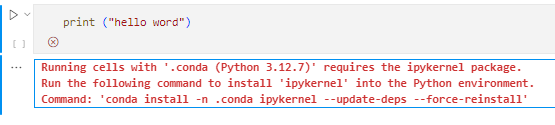 print ("hello word")
[ ]
Running cells with '.conda (Python 3.12.7)' requires the ipykernel package.
Run the following command to install 'ipykernel' into the Python environment.
Command: 'conda install -n .conda ipykernel --update-deps --force-reinstall'